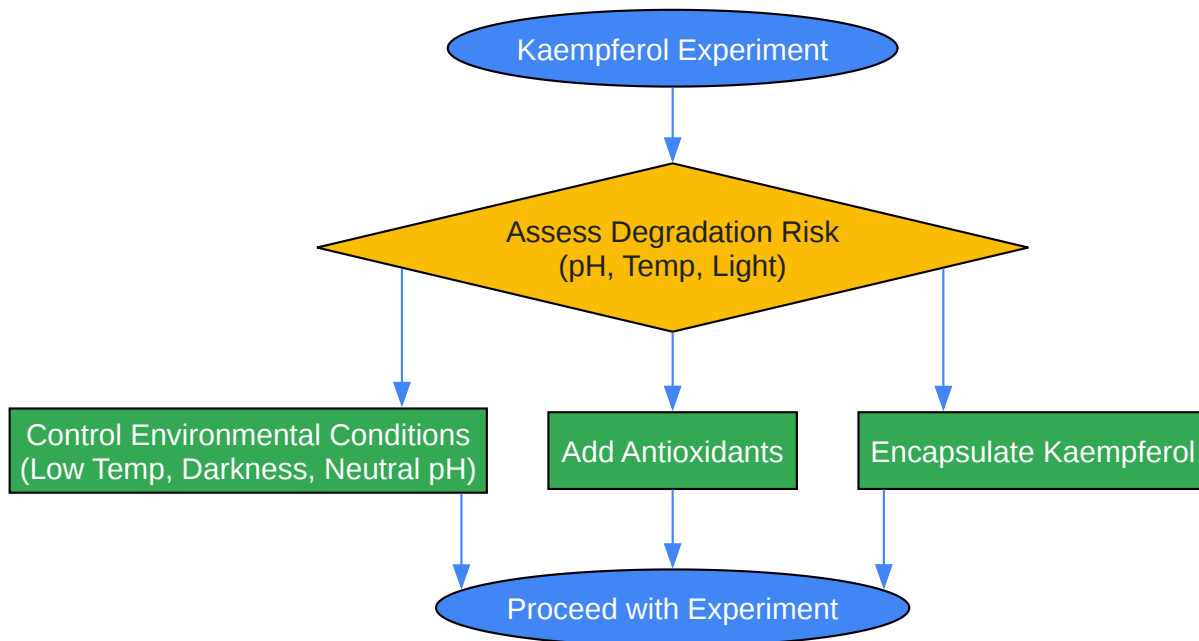 Kaempferol Experiment
Assess Degradation Risk
(pH, Temp, Light)
Control Environmental Conditions
(Low Temp, Darkness, Neutral pH)
Add Antioxidants
Encapsulate Kaempferol
Proceed with Experiment